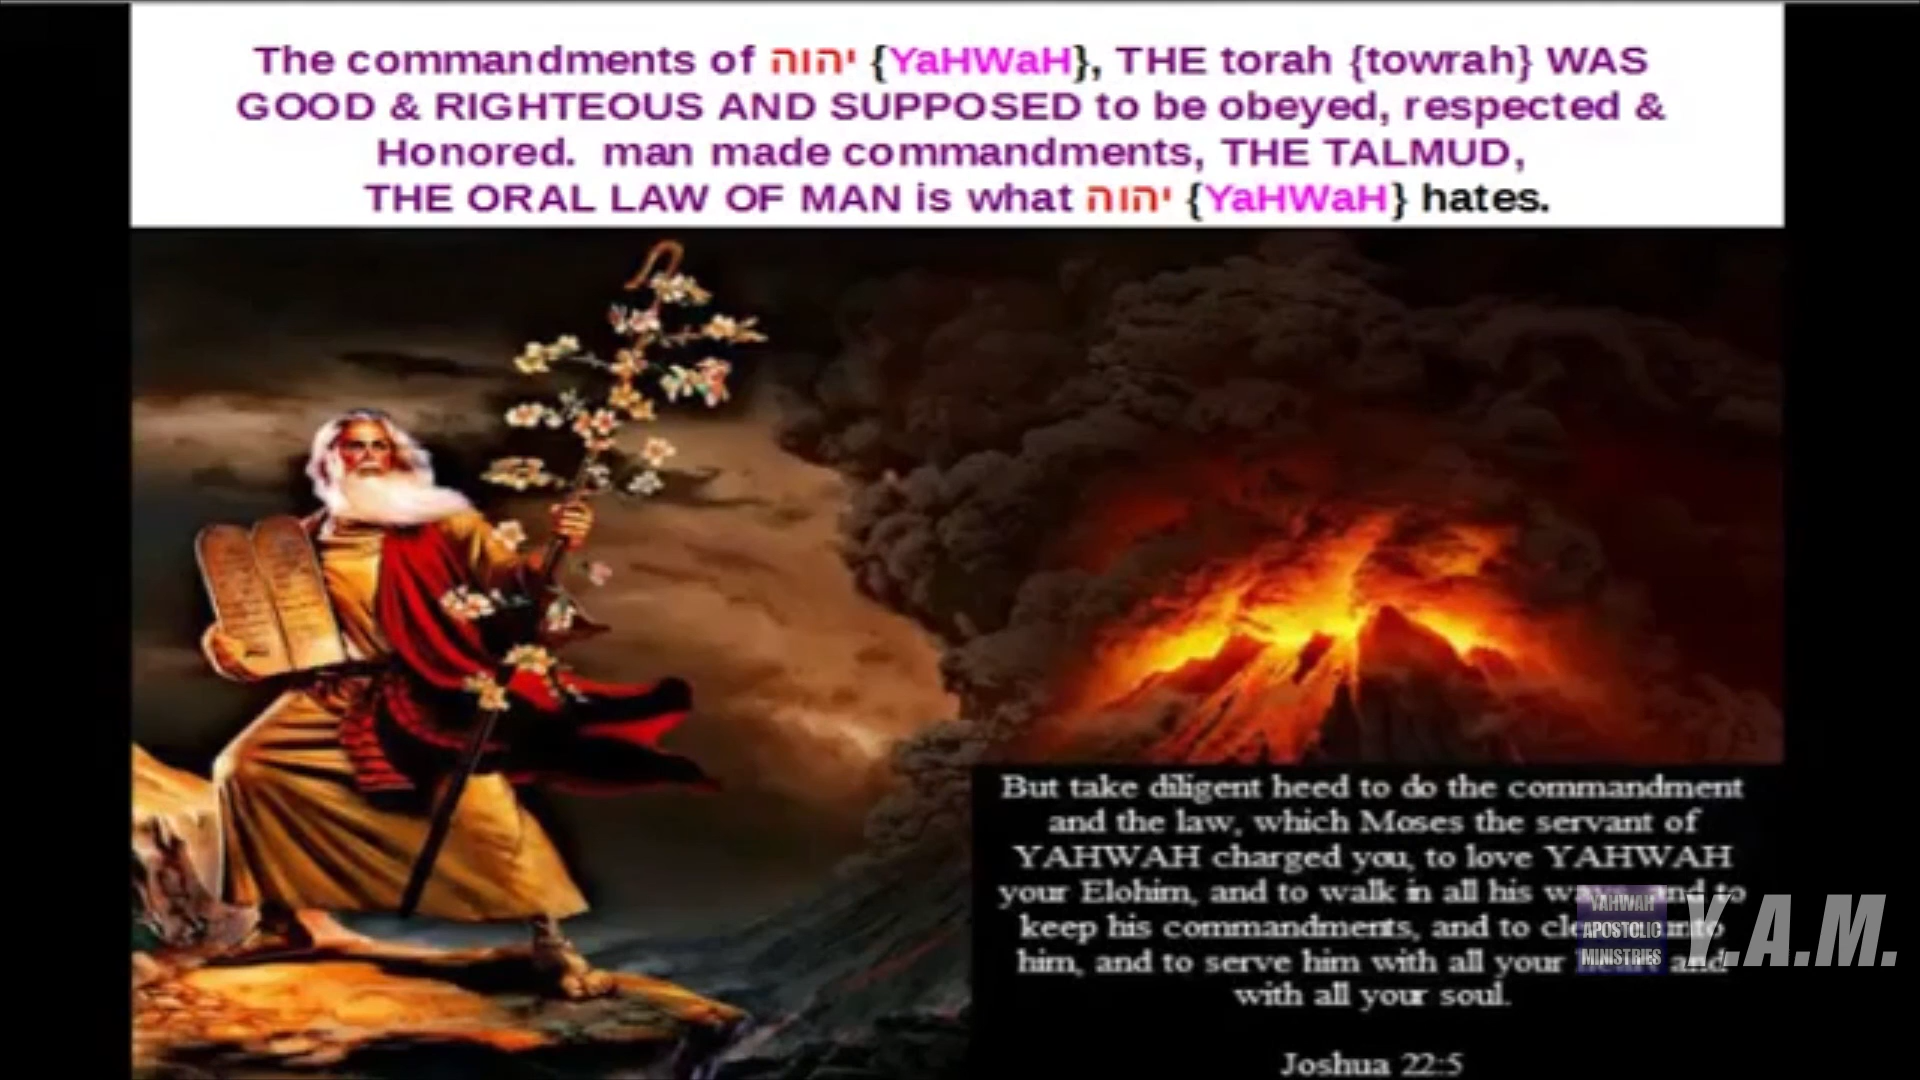 The commandments of יהוה {YaHWaH}, THE torah {towrah} WAS
GOOD & RIGHTEOUS AND SUPPOSED to be obeyed, respected &
Honored. man made commandments, THE TALMUD,
THE ORAL LAW OF MAN is what יהוה {YaHWaH} hates.
But take diligent heed to do the commandment
and the law, which Moses the servant of
YAHWAH charged you, to love YAHWAH
your Elohim, and to walk in all his and to
keep his commandments, and to unto
him, and to serve him with all your and
with all your soul.
Joshua 22:5
YAHWAH
APOSTOLIC
MINISTRIES
Y.A.M.